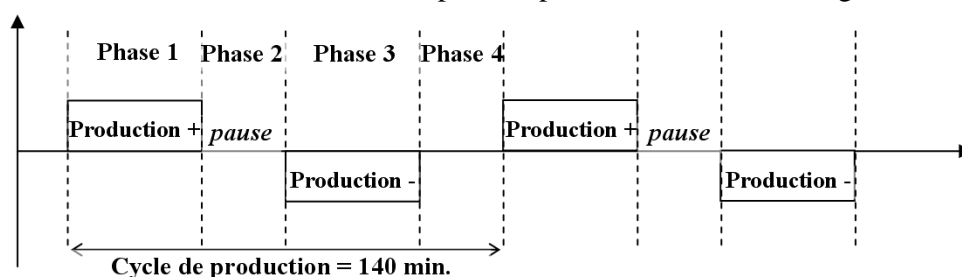 Phase 1 Phase 2 Phase 3 Phase 4
Production + pause Production + pause
Production - Production -
Cycle de production = 140 min.